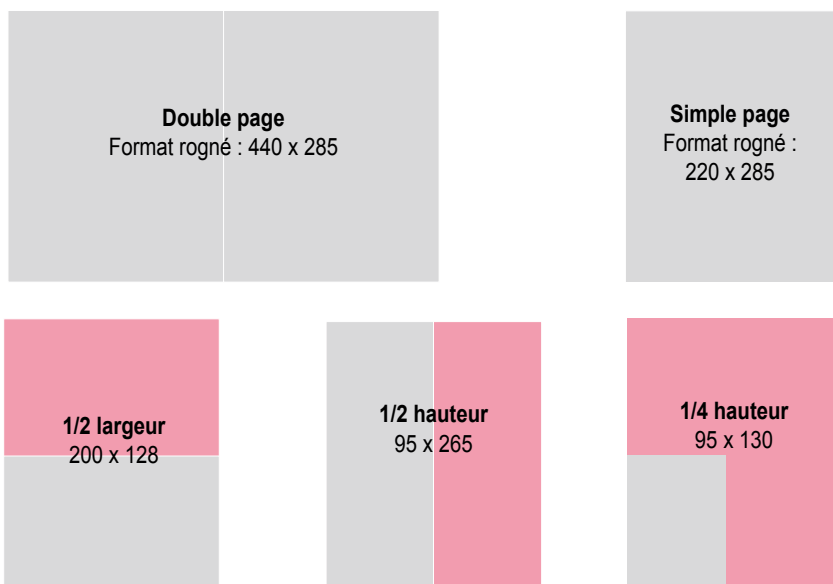 Double page
Format rogné : 440 x 285
Simple page
Format rogné :
220 x 285
1/2 largeur
200 x 128
1/2 hauteur
95 x 265
1/4 hauteur
95 x 130